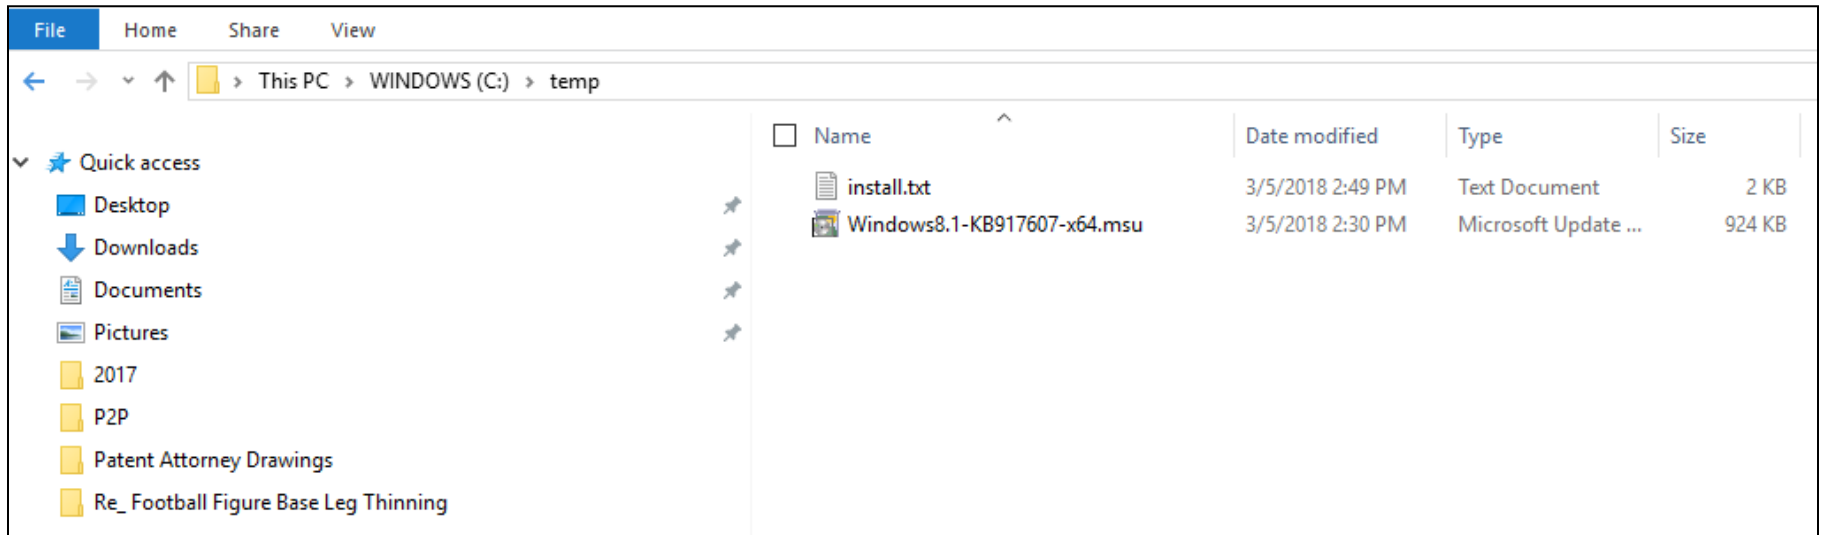 File Home Share View
This PC > WINDOWS (C:) > temp
Name Date modified Type Size
Quick access
Desktop
Downloads
Documents
Pictures
2017
P2P
Patent Attorney Drawings
Re_ Football Figure Base Leg Thinning
install.txt 3/5/2018 2:49 PM Text Document 2 KB
Windows8.1-KB917607-x64.msu 3/5/2018 2:30 PM Microsoft Update ... 924 KB